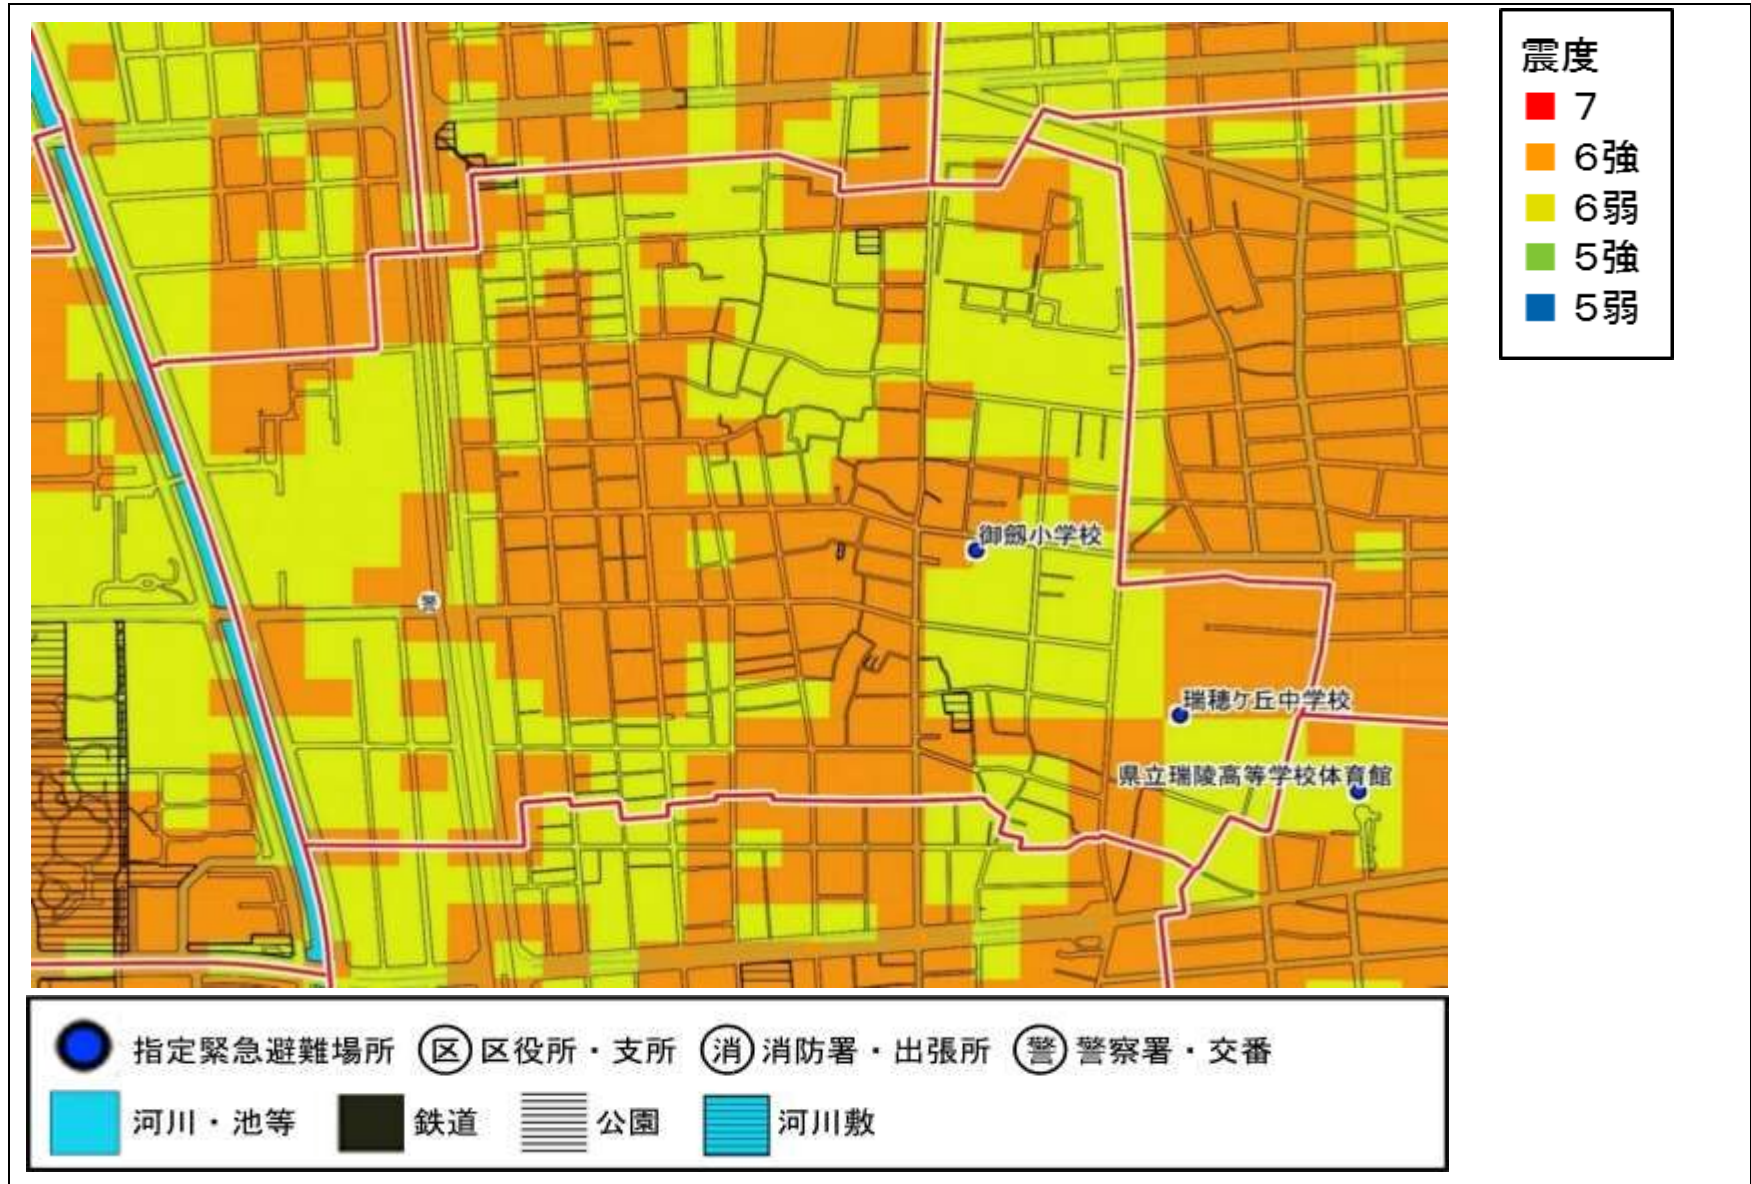 震度
7
6強
6弱
5強
5弱
御劔小学校
警
瑞穂ケ丘中学校
県立瑞陵高等学校体育館
指定緊急避難場所 区 区役所・支所 消 消防署・出張所 警 警察署・交番
河川・池等 鉄道 公園 河川敷